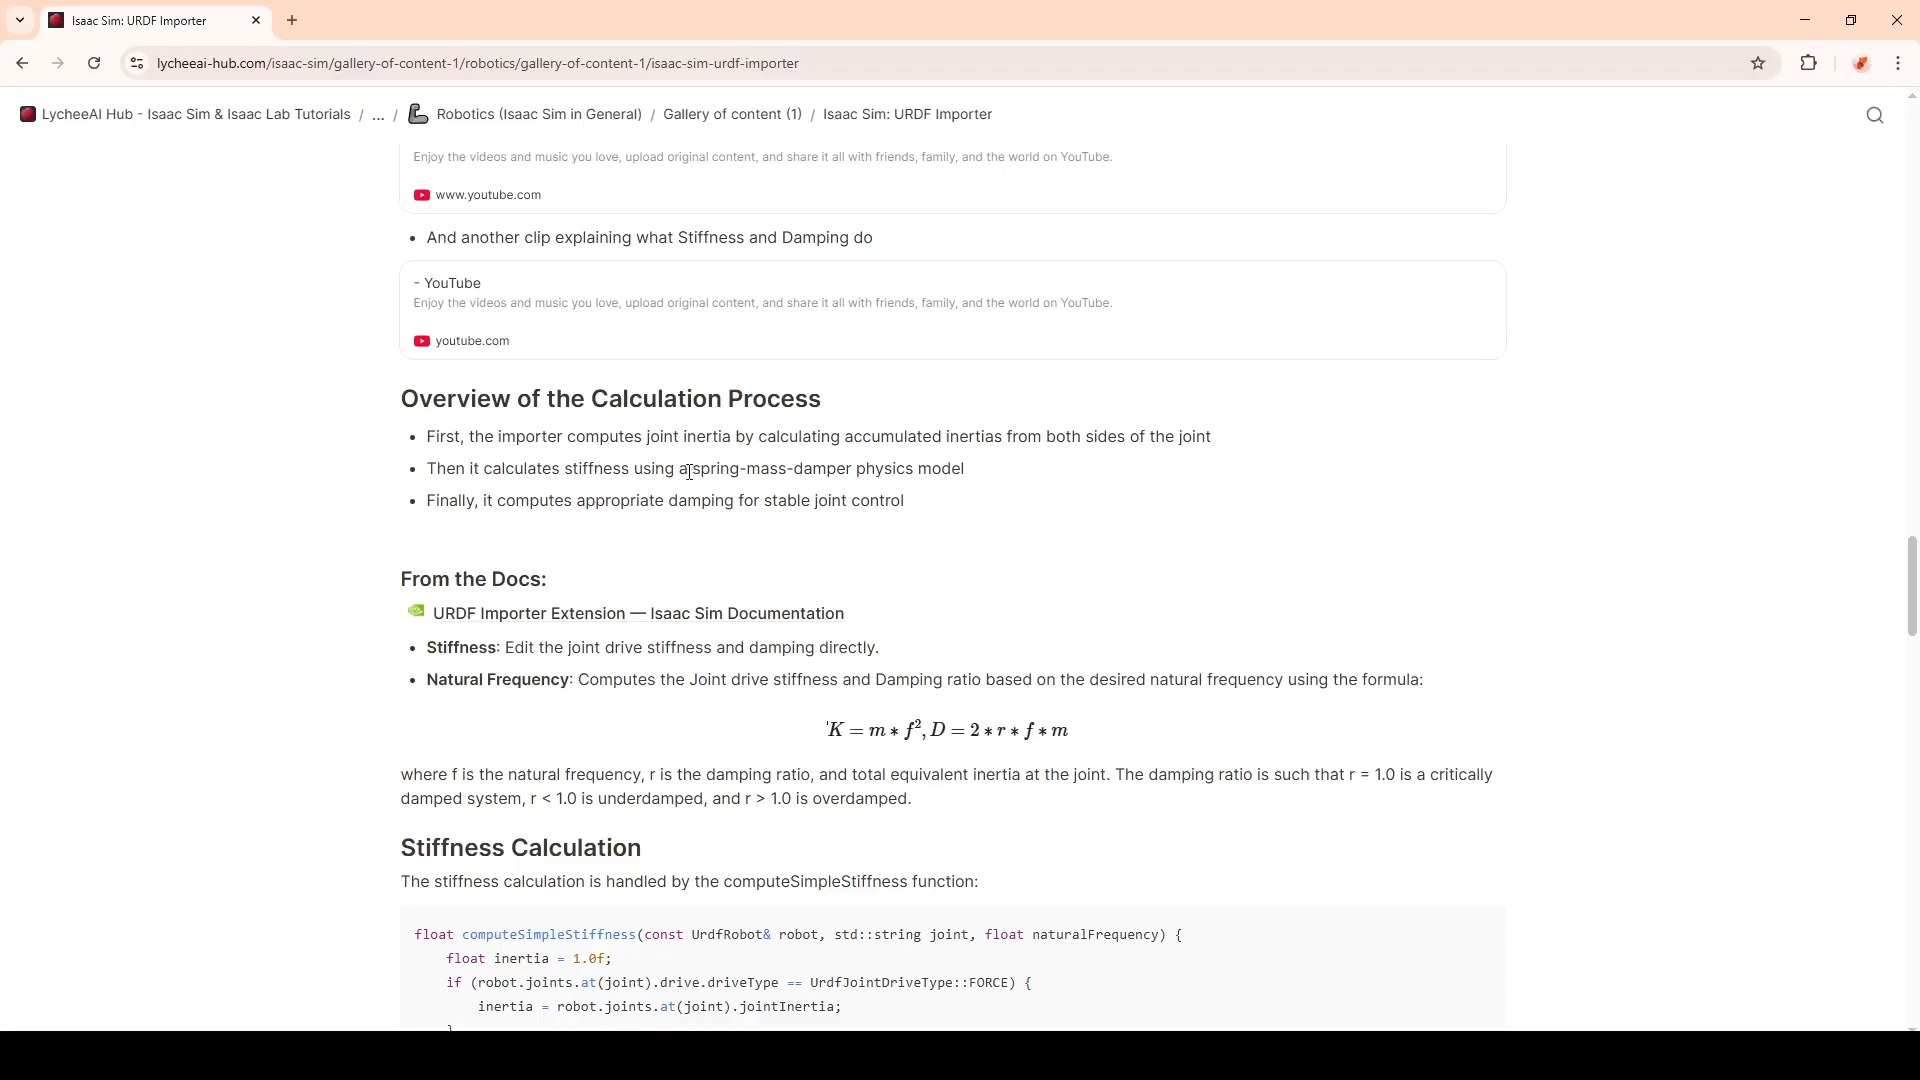 Isaac Sim: URDF Importer
lycheeai-hub.com/isaac-sim/gallery-of-content-1/robotics/gallery-of-content-1/isaac-sim-urdf-importer
LycheeAI Hub - Isaac Sim & Isaac Lab Tutorials / ... / Robotics (Isaac Sim in General) / Gallery of content (1) / Isaac Sim: URDF Importer
Enjoy the videos and music you love, upload original content, and share it all with friends, family, and the world on YouTube.
www.youtube.com
• And another clip explaining what Stiffness and Damping do
- YouTube
Enjoy the videos and music you love, upload original content, and share it all with friends, family, and the world on YouTube.
youtube.com
Overview of the Calculation Process
• First, the importer computes joint inertia by calculating accumulated inertias from both sides of the joint
• Then it calculates stiffness using a spring-mass-damper physics model
• Finally, it computes appropriate damping for stable joint control
From the Docs:
URDF Importer Extension — Isaac Sim Documentation
• Stiffness: Edit the joint drive stiffness and damping directly.
• Natural Frequency: Computes the Joint drive stiffness and Damping ratio based on the desired natural frequency using the formula:
'K = m * f², D = 2 * r * f * m
where f is the natural frequency, r is the damping ratio, and total equivalent inertia at the joint. The damping ratio is such that r = 1.0 is a critically
damped system, r < 1.0 is underdamped, and r > 1.0 is overdamped.
Stiffness Calculation
The stiffness calculation is handled by the computeSimpleStiffness function:
float computeSimpleStiffness(const UrdfRobot& robot, std::string joint, float naturalFrequency) {
    float inertia = 1.0f;
    if (robot.joints.at(joint).drive.driveType == UrdfJointDriveType::FORCE) {
        inertia = robot.joints.at(joint).jointInertia;
    }